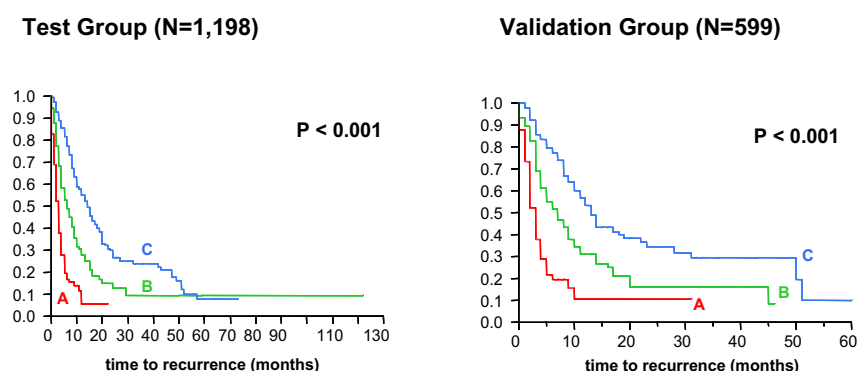 Test Group (N=1,198)
Validation Group (N=599)
1.0
0.9
0.8
0.7
0.6
0.5
0.4
0.3
0.2
0.1
0.0
P < 0.001
C
B
A
0 10 20 30 40 50 60 70 80 90 110 130
time to recurrence (months)
1.0
0.9
0.8
0.7
0.6
0.5
0.4
0.3
0.2
0.1
0.0
P < 0.001
C
B
A
0 10 20 30 40 50 60
time to recurrence (months)